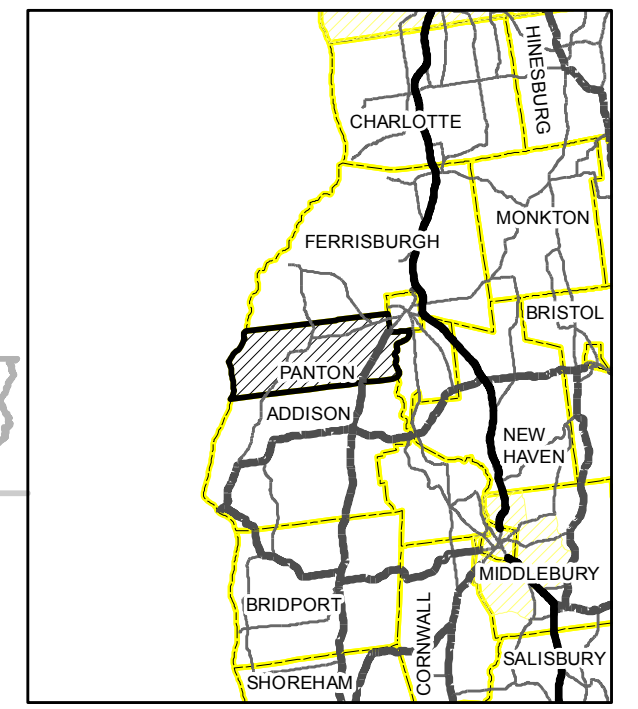 HINESBURG
CHARLOTTE
MONKTON
FERRISBURGH
BRISTOL
PANTON
ADDISON
NEW
HAVEN
MIDDLEBURY
BRIDPORT
CORNWALL
SALISBURY
SHOREHAM